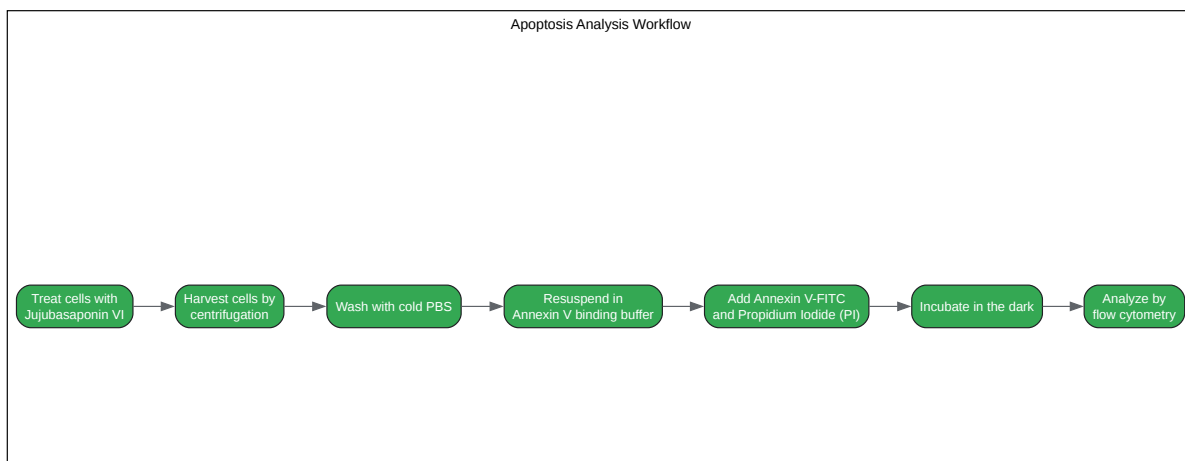 Apoptosis Analysis Workflow
Treat cells with
Jujubasaponin VI
Harvest cells by
centrifugation
Wash with cold PBS
Resuspend in
Annexin V binding buffer
Add Annexin V-FITC
and Propidium Iodide (PI)
Incubate in the dark
Analyze by
flow cytometry